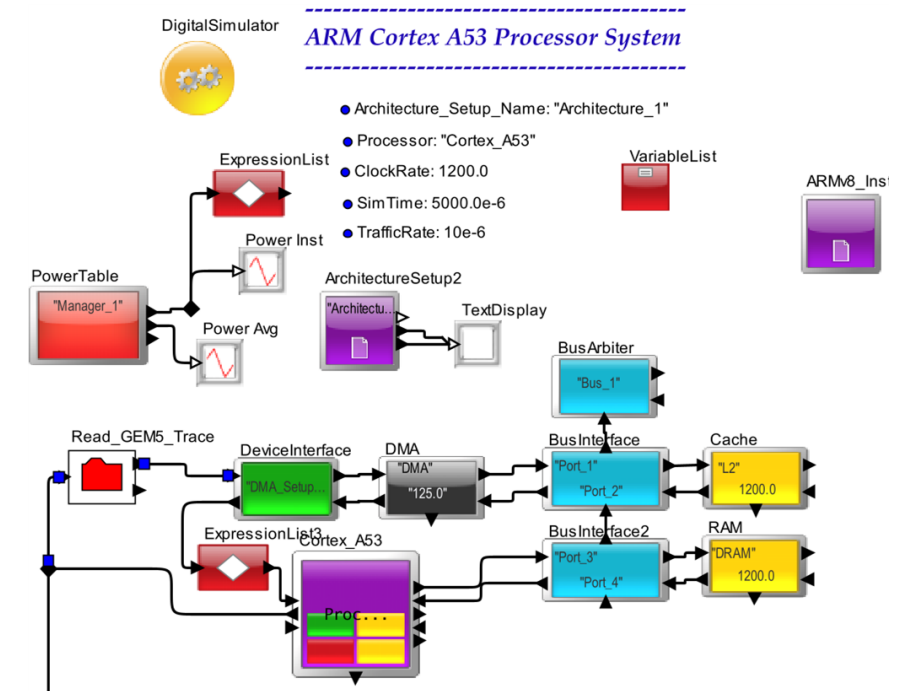 DigitalSimulator
ARM Cortex A53 Processor System
Architecture_Setup_Name: "Architecture_1"
Processor: "Cortex_A53"
ClockRate: 1200.0
SimTime: 5000.0e-6
TrafficRate: 10e-6
ExpressionList
VariableList
ARMv8_Inst
Power Inst
PowerTable
"Manager_1"
Power Avg
ArchitectureSetup2
"Architectu...
TextDisplay
BusArbiter
"Bus_1"
Read_GEM5_Trace
DeviceInterface
"DMA_Setup...
DMA
"DMA"
"125.0"
BusInterface
"Port_1"
"Port_2"
Cache
"L2"
1200.0
ExpressionList3
Cortex_A53
Proc...
BusInterface2
"Port_3"
"Port_4"
RAM
"DRAM"
1200.0